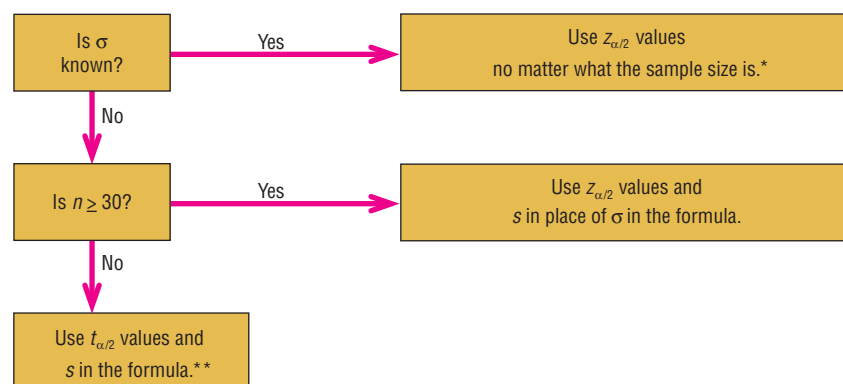 Is σ
known?
Yes
Use zα/2 values
no matter what the sample size is.*
No
Is n ≥ 30?
Yes
Use zα/2 values and
s in place of σ in the formula.
No
Use tα/2 values and
s in the formula.**